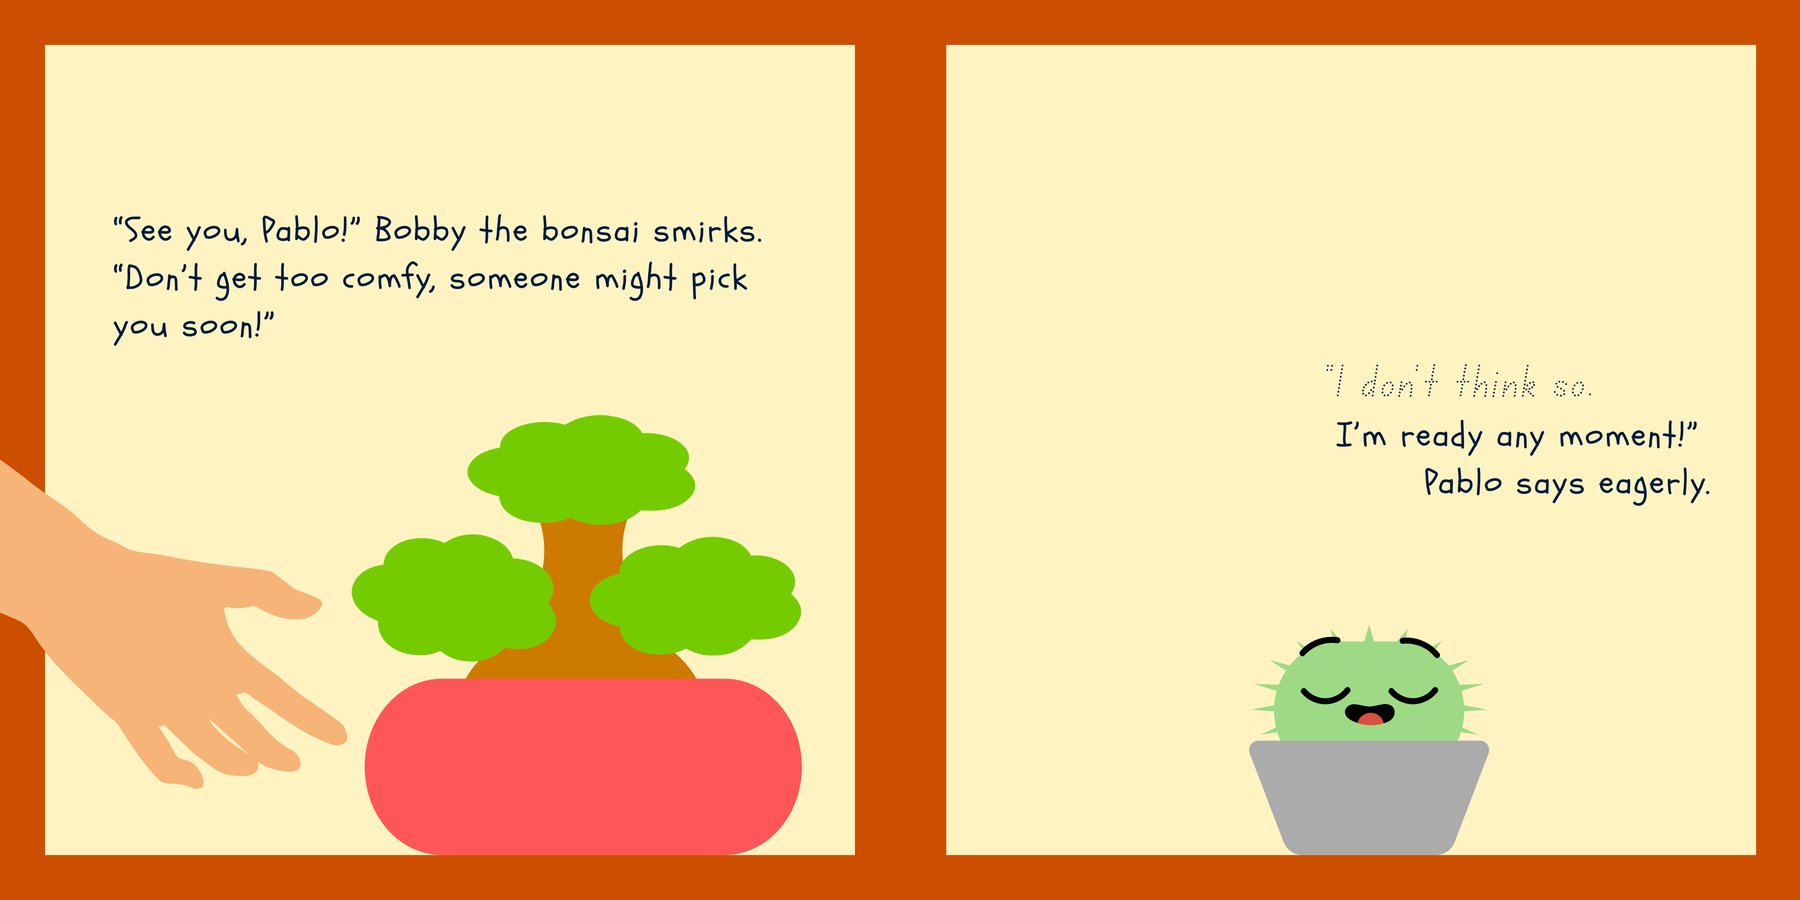 “See you, Pablo!” Bobby the bonsai smirks.
“Don’t get too comfy, someone might pick
you soon!”
“I don't think so.
I’m ready any moment!”
Pablo says eagerly.